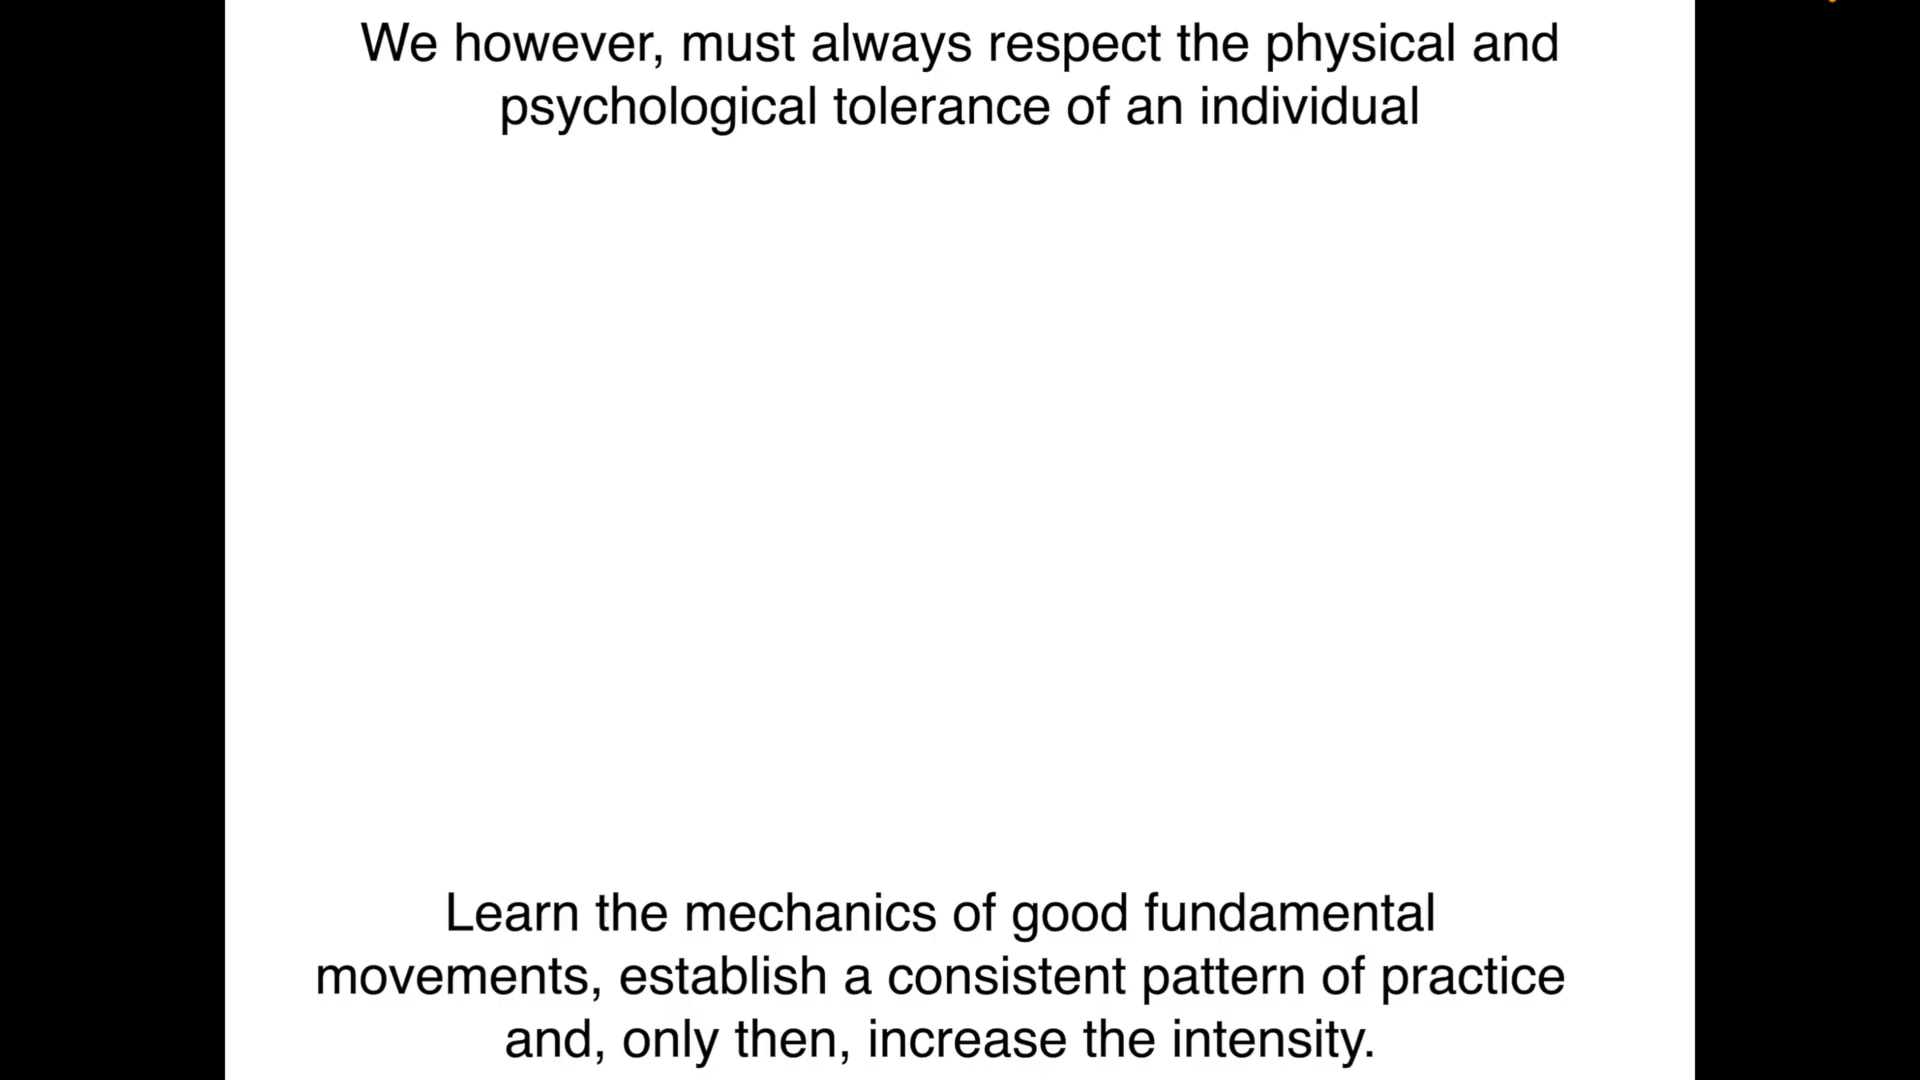 We however, must always respect the physical and
psychological tolerance of an individual
Learn the mechanics of good fundamental
movements, establish a consistent pattern of practice
and, only then, increase the intensity.